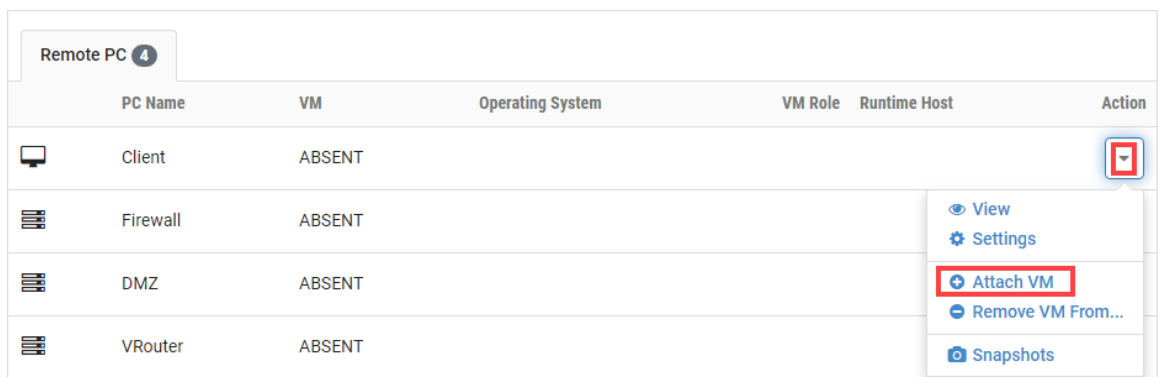 Remote PC 4
PC Name VM Operating System VM Role Runtime Host Action
Client ABSENT
Firewall ABSENT
View
Settings
DMZ ABSENT
Attach VM
Remove VM From...
VRouter ABSENT
Snapshots